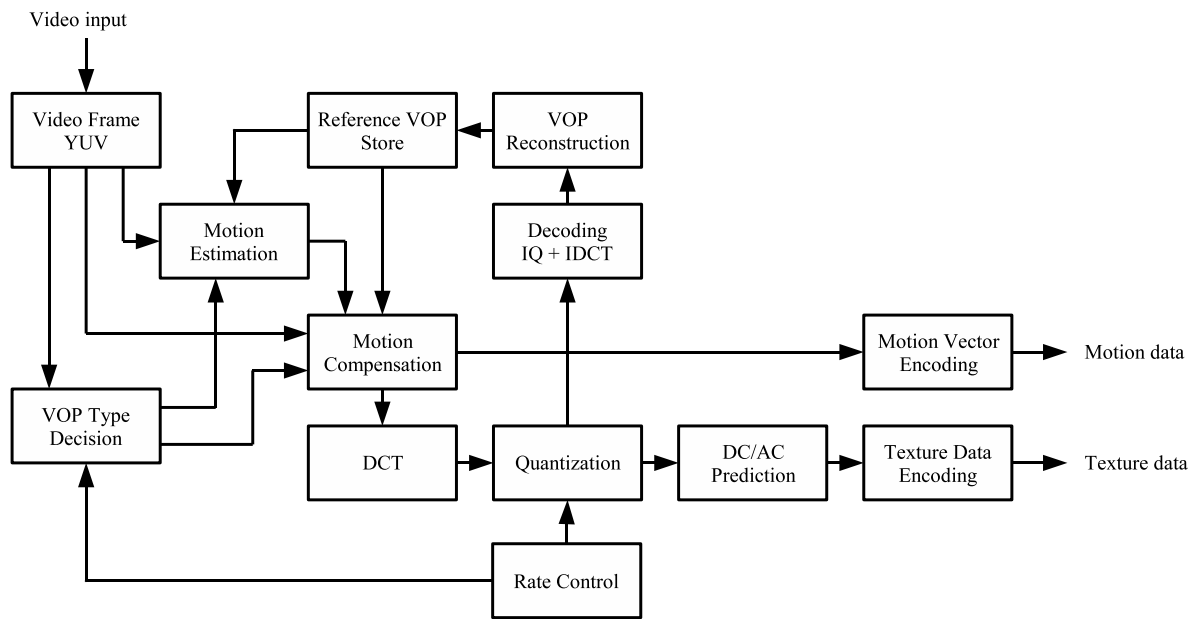 Video input
Video Frame
YUV
Reference VOP
Store
VOP
Reconstruction
Motion
Estimation
Decoding
IQ + IDCT
Motion
Compensation
Motion Vector
Encoding
Motion data
VOP Type
Decision
DCT
Quantization
DC/AC
Prediction
Texture Data
Encoding
Texture data
Rate Control